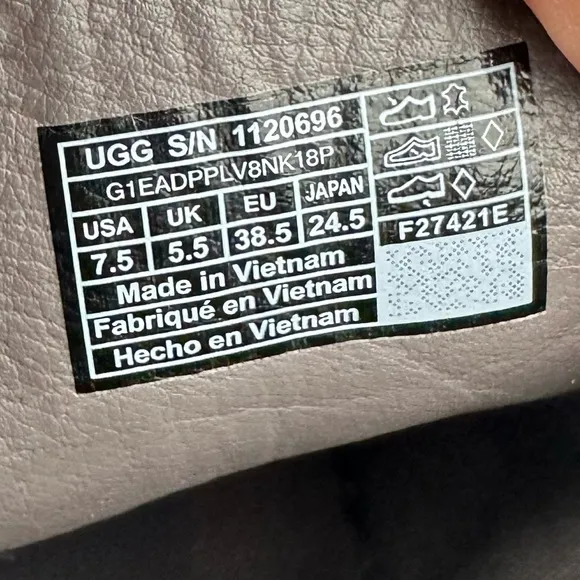 UGG S/N 1120696
G1EADPPLV8NK18P
USA UK EU JAPAN
7.5 5.5 38.5 24.5
Made in Vietnam
Fabriqué en Vietnam
Hecho en Vietnam
F27421E